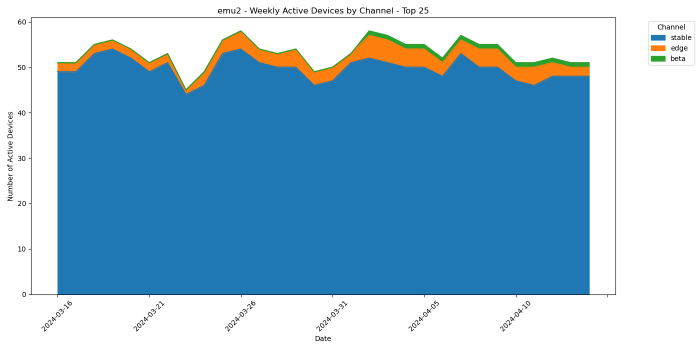 emu2 - Weekly Active Devices by Channel - Top 25
Channel
stable
edge
beta
Number of Active Devices
60
50
40
30
20
10
0
2024-03-16
2024-03-21
2024-03-26
2024-03-31
2024-04-05
2024-04-10
Date